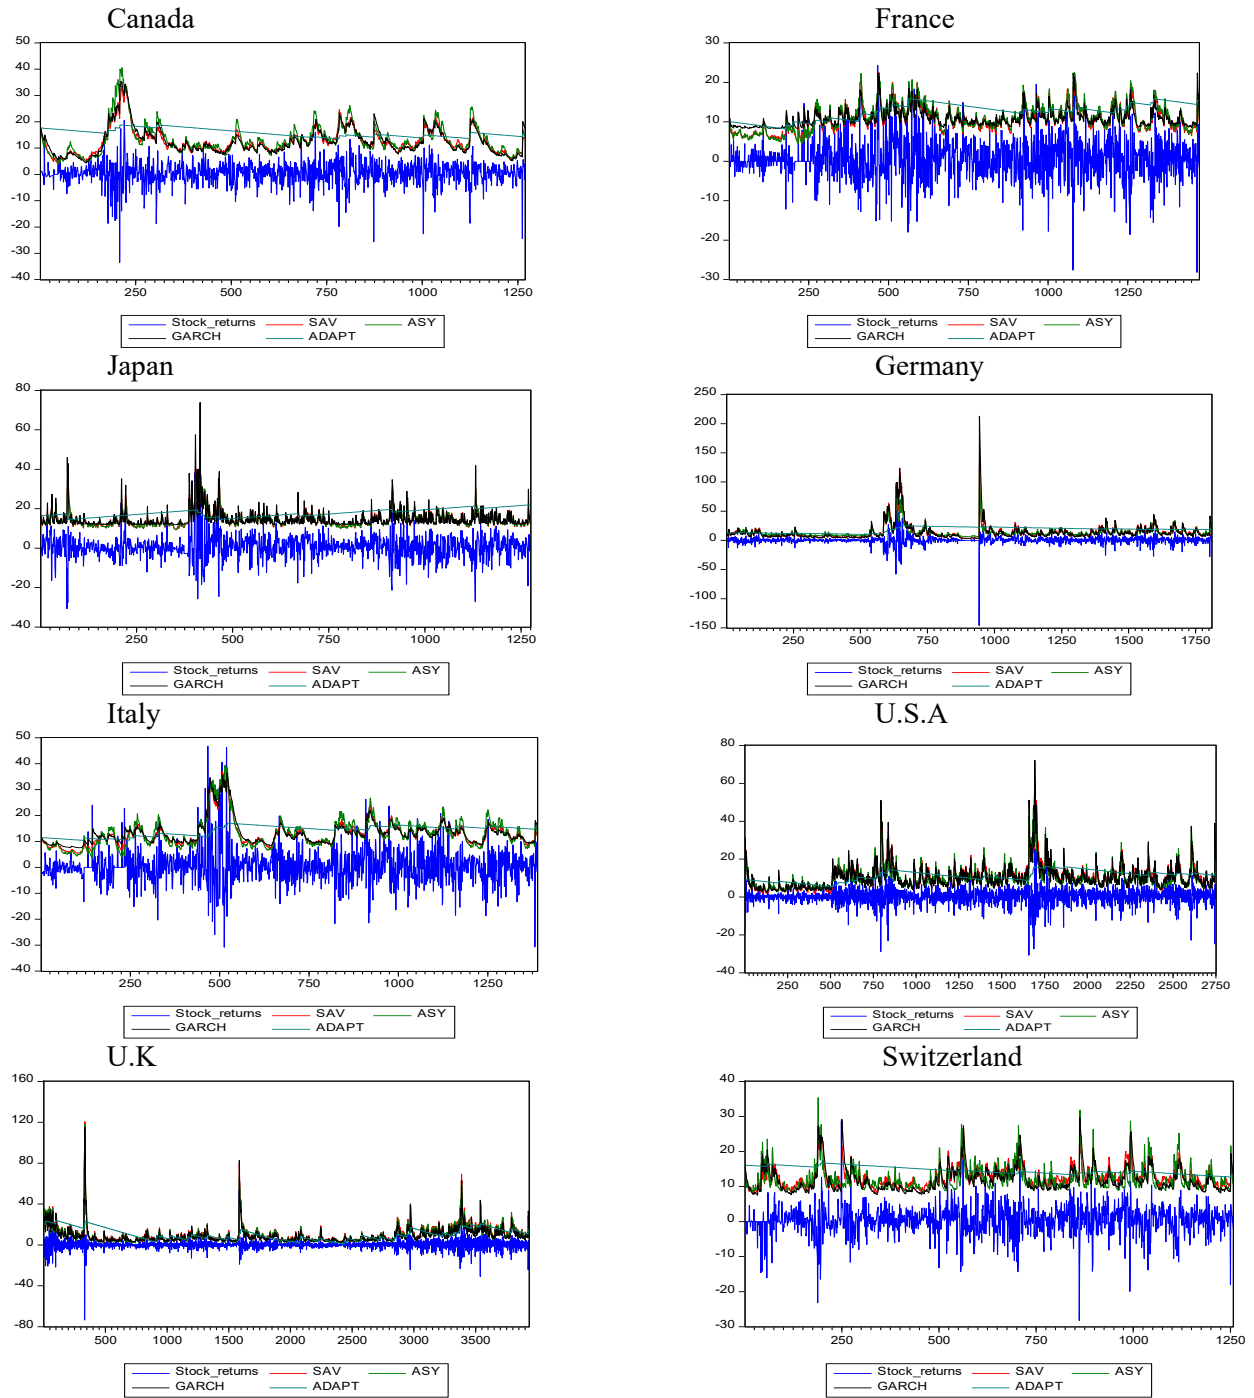 Canada
50
40
30
20
10
0
-10
-20
-30
-40
250 500 750 1000 1250
Stock_returns SAV ASY
GARCH ADAPT
France
30
20
10
0
-10
-20
-30
250 500 750 1000 1250
Stock_returns SAV ASY
GARCH ADAPT
Japan
80
60
40
20
0
-20
-40
250 500 750 1000 1250
Stock_returns SAV ASY
GARCH ADAPT
Germany
250
200
150
100
50
0
-50
-100
-150
250 500 750 1000 1250 1500 1750
Stock_returns SAV ASY
GARCH ADAPT
Italy
50
40
30
20
10
0
-10
-20
-30
-40
250 500 750 1000 1250
Stock_returns SAV ASY
GARCH ADAPT
U.S.A
80
60
40
20
0
-20
-40
250 500 750 1000 1250 1500 1750 2000 2250 2500 2750
Stock_returns SAV ASY
GARCH ADAPT
U.K
160
120
80
40
0
-40
-80
500 1000 1500 2000 2500 3000 3500
Stock_returns SAV ASY
GARCH ADAPT
Switzerland
40
30
20
10
0
-10
-20
-30
250 500 750 1000 1250
Stock_returns SAV ASY
GARCH ADAPT